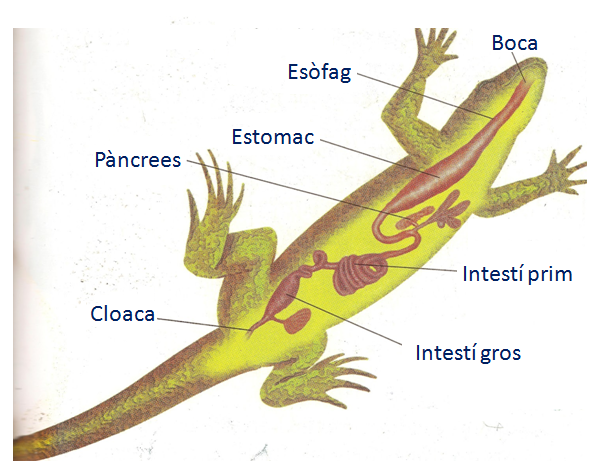 Boca
Esòfag
Estomac
Pàncrees
Intestí prim
Cloaca
Intestí gros